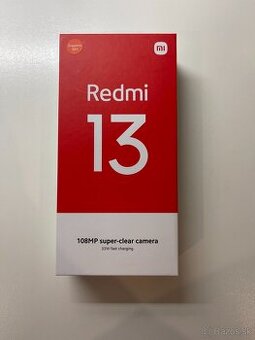 mi
Redmi
13
108MP super-clear camera
33W fast charging